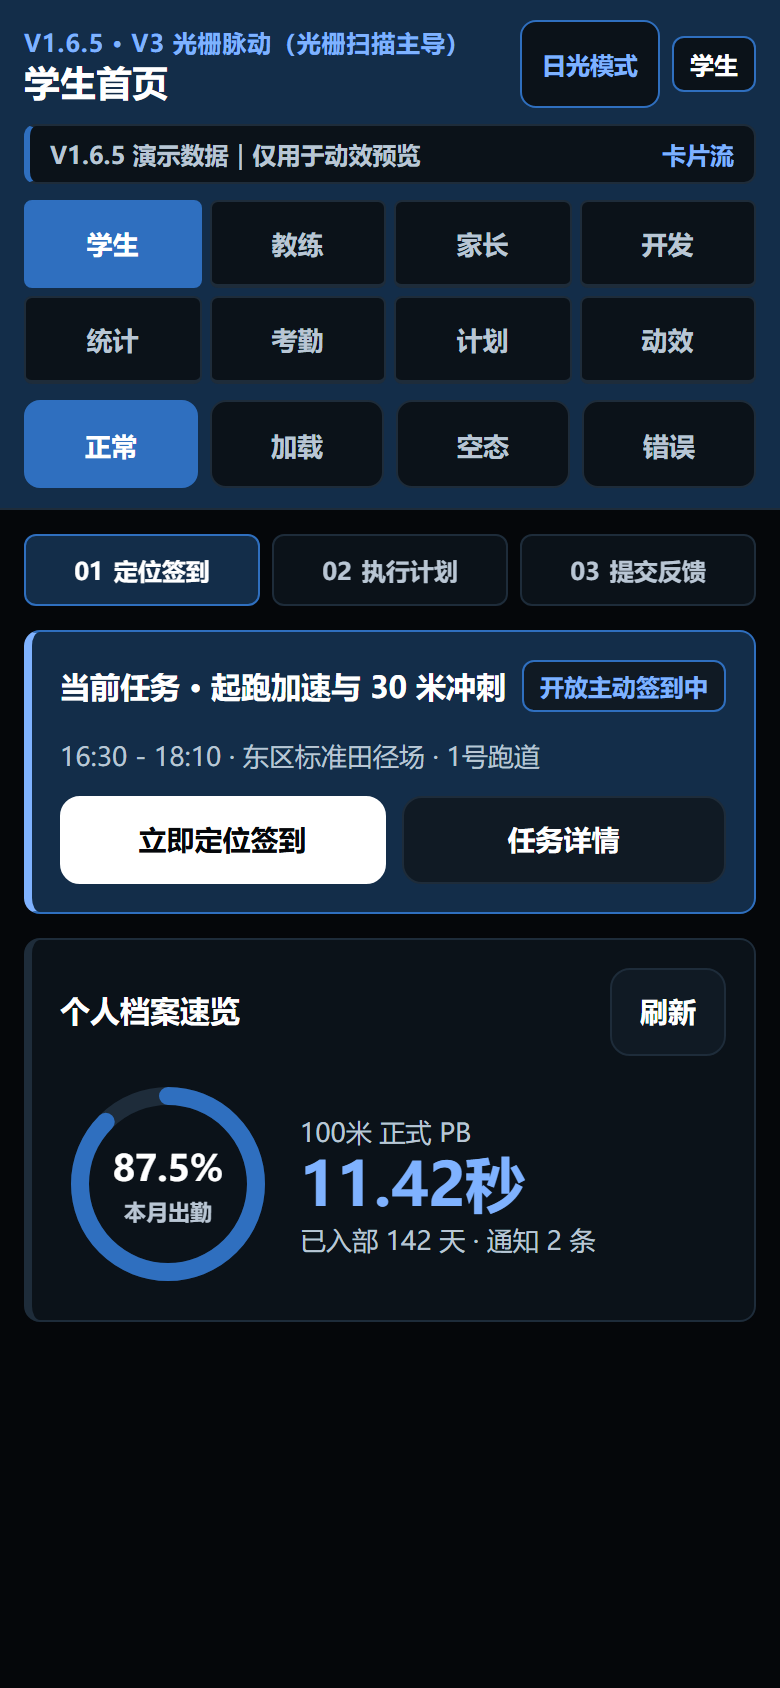 V1.6.5 • V3 光栅脉动（光栅扫描主导）
学生首页
日光模式
学生
V1.6.5 演示数据｜仅用于动效预览
卡片流
学生
教练
家长
开发
统计
考勤
计划
动效
正常
加载
空态
错误
01 定位签到
02 执行计划
03 提交反馈
当前任务 • 起跑加速与 30 米冲刺
开放主动签到中
16:30 - 18:10 · 东区标准田径场 · 1号跑道
立即定位签到
任务详情
个人档案速览
刷新
87.5%
本月出勤
100米 正式 PB
11.42秒
已入部 142 天 · 通知 2 条